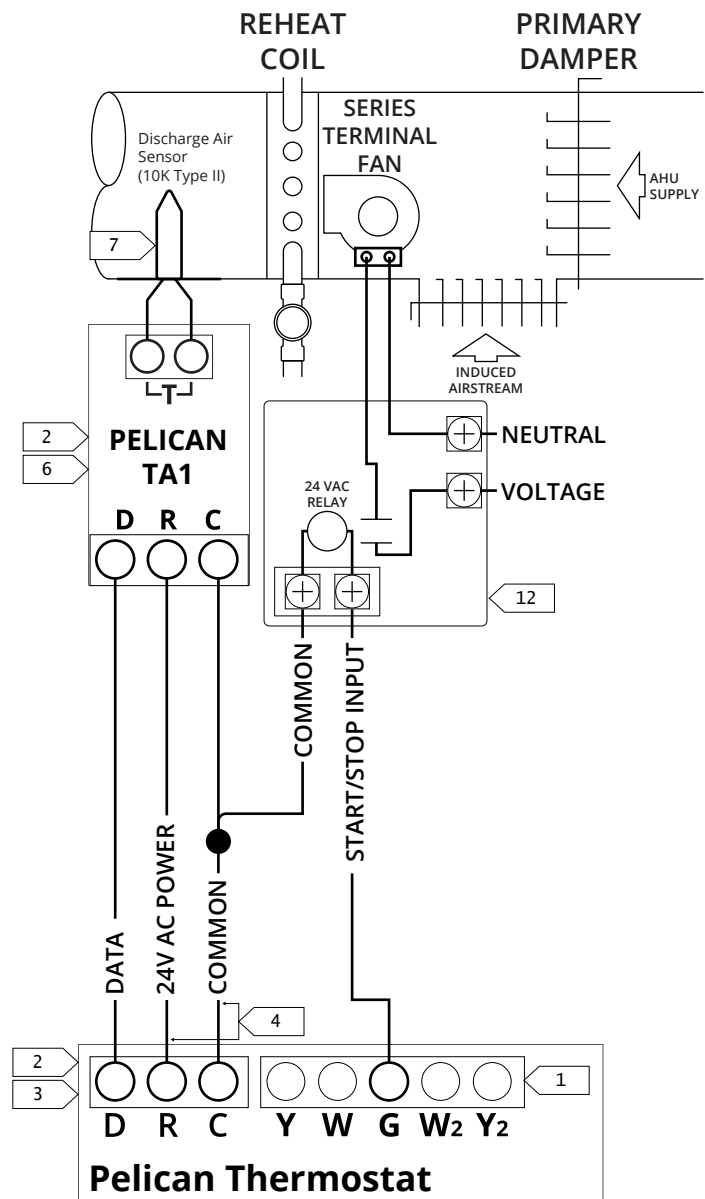 REHEAT
COIL
PRIMARY
DAMPER
SERIES
TERMINAL
FAN
Discharge Air
Sensor
(10K Type II)
AHU
SUPPLY
7
INDUCED
AIRSTREAM
T
2
6
PELICAN
TA1
NEUTRAL
24 VAC
RELAY
VOLTAGE
D R C
12
COMMON
START/STOP INPUT
DATA
24V AC POWER
COMMON
4
2
3
1
D R C Y W G W2 Y2
Pelican Thermostat